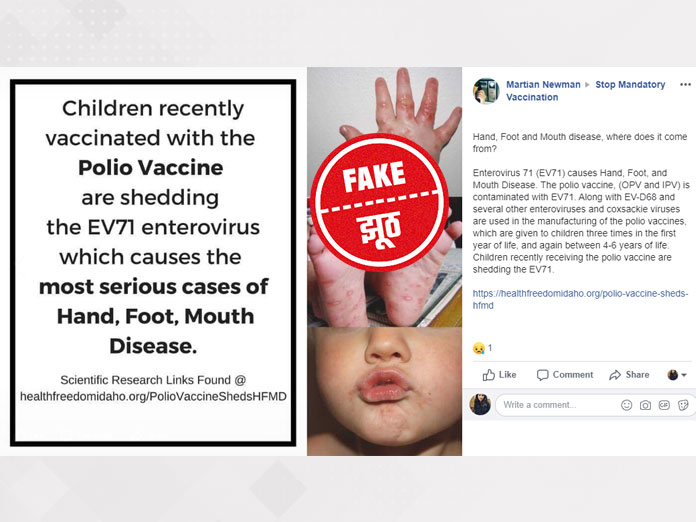 Children recently
vaccinated with the
Polio Vaccine
are shedding
the EV71 enterovirus
which causes the
most serious cases of
Hand, Foot, Mouth
Disease.
Scientific Research Links Found @
healthfreedomidaho.org/PolioVaccineShedsHFMD
FAKE
झूठ
Martian Newman ▸ Stop Mandatory
Vaccination
Hand, Foot and Mouth disease, where does it come
from?
Enterovirus 71 (EV71) causes Hand, Foot, and
Mouth Disease. The polio vaccine, (OPV and IPV) is
contaminated with EV71. Along with EV-D68 and
several other enteroviruses and coxsackie viruses
are used in the manufacturing of the polio vaccines,
which are given to children three times in the first
year of life, and again between 4-6 years of life.
Children recently receiving the polio vaccine are
shedding the EV71.
https://healthfreedomidaho.org/polio-vaccine-sheds-
hfmd
1
Like Comment Share
Write a comment...
GIF